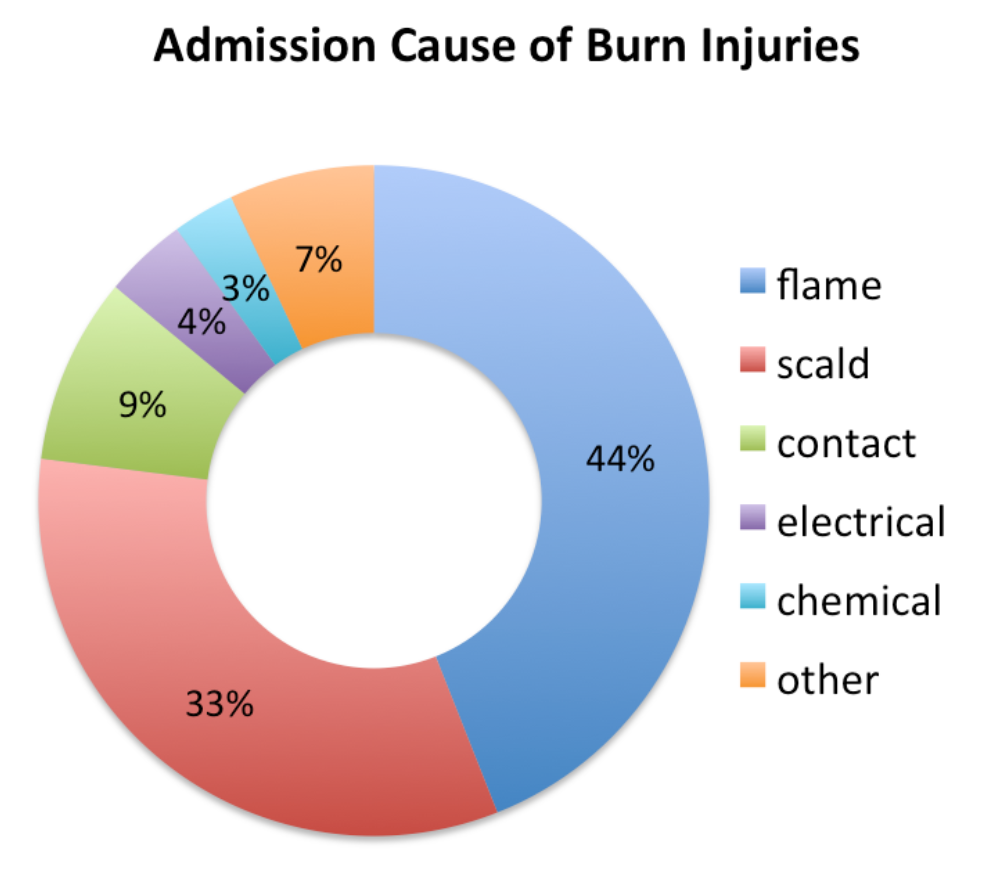 Admission Cause of Burn Injuries
7%
3%
4%
9%
44%
33%
flame
scald
contact
electrical
chemical
other